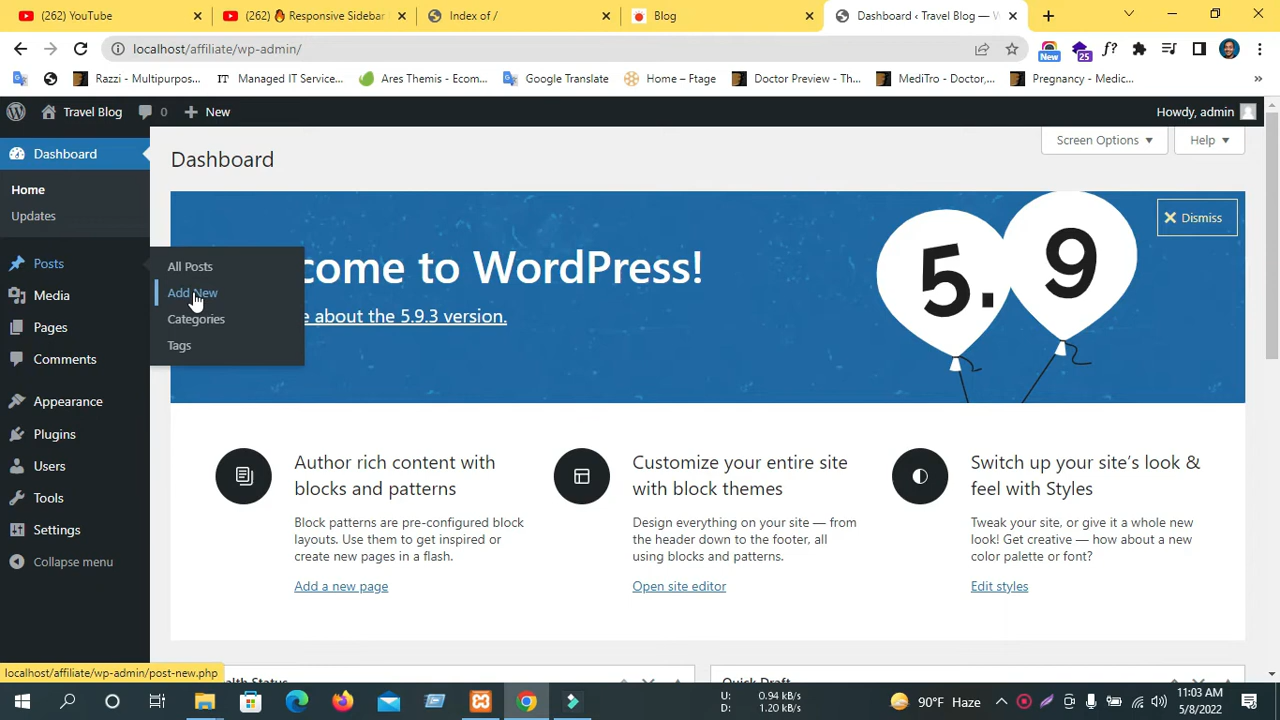 (262) YouTube
(262) 🔥 Responsive Sidebar
Index of /
Blog
Dashboard ‹ Travel Blog — W
localhost/affiliate/wp-admin/
New
25
f?
Razzi - Multipurpos...
IT Managed IT Service...
Ares Themis - Ecom...
Google Translate
Home – Ftage
Doctor Preview - Th...
MediTro - Doctor,...
Pregnancy - Medic...
»
Travel Blog
0
New
Howdy, admin
Dashboard
Home
Updates
Posts
Media
Pages
Comments
Appearance
Plugins
Users
Tools
Settings
Collapse menu
All Posts
Add New
Categories
Tags
Dashboard
Screen Options
Help
come to WordPress!
e about the 5.9.3 version.
5.9
Dismiss
Author rich content with
blocks and patterns
Block patterns are pre-configured block
layouts. Use them to get inspired or
create new pages in a flash.
Add a new page
Customize your entire site
with block themes
Design everything on your site — from
the header down to the footer, all
using blocks and patterns.
Open site editor
Switch up your site's look &
feel with Styles
Tweak your site, or give it a whole new
look! Get creative — how about a new
color palette or font?
Edit styles
localhost/affiliate/wp-admin/post-new.php
Status
Quick Draft
U: 0.94 kB/s
D: 1.20 kB/s
90°F Haze
11:03 AM
5/8/2022